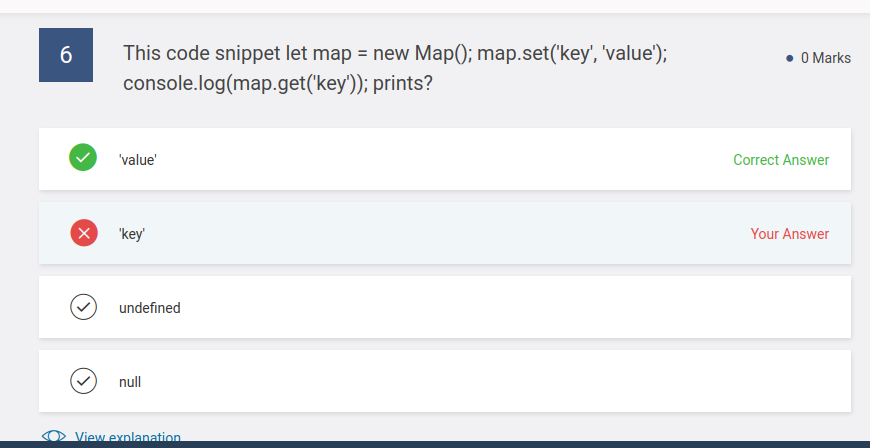 6
This code snippet let map = new Map(); map.set('key', 'value');
console.log(map.get('key')); prints?
0 Marks
'value'
Correct Answer
'key'
Your Answer
undefined
null
View explanation